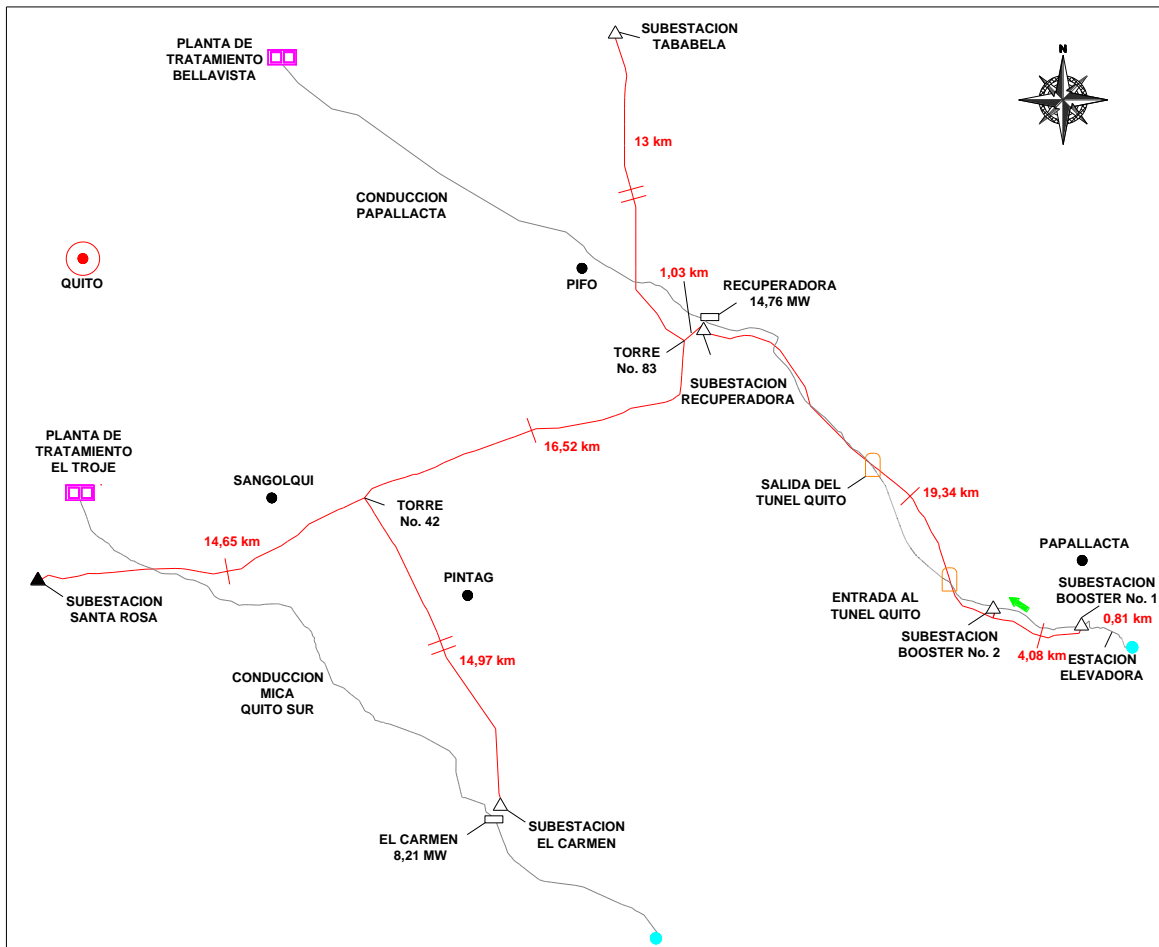 SUBESTACION
TABABELA
PLANTA DE
TRATAMIENTO
BELLAVISTA
N
13 km
CONDUCCION
PAPALLACTA
QUITO
PIFO
1,03 km
RECUPERADORA
14,76 MW
TORRE
No. 83
SUBESTACION
RECUPERADORA
PLANTA DE
TRATAMIENTO
EL TROJE
16,52 km
SANGOLQUI
SALIDA DEL
TUNEL QUITO
19,34 km
TORRE
No. 42
14,65 km
PAPALLACTA
PINTAG
ENTRADA AL
TUNEL QUITO
SUBESTACION
BOOSTER No. 1
SUBESTACION
SANTA ROSA
0,81 km
SUBESTACION
BOOSTER No. 2
4,08 km
ESTACION
ELEVADORA
14,97 km
CONDUCCION
MICA
QUITO SUR
EL CARMEN
8,21 MW
SUBESTACION
EL CARMEN